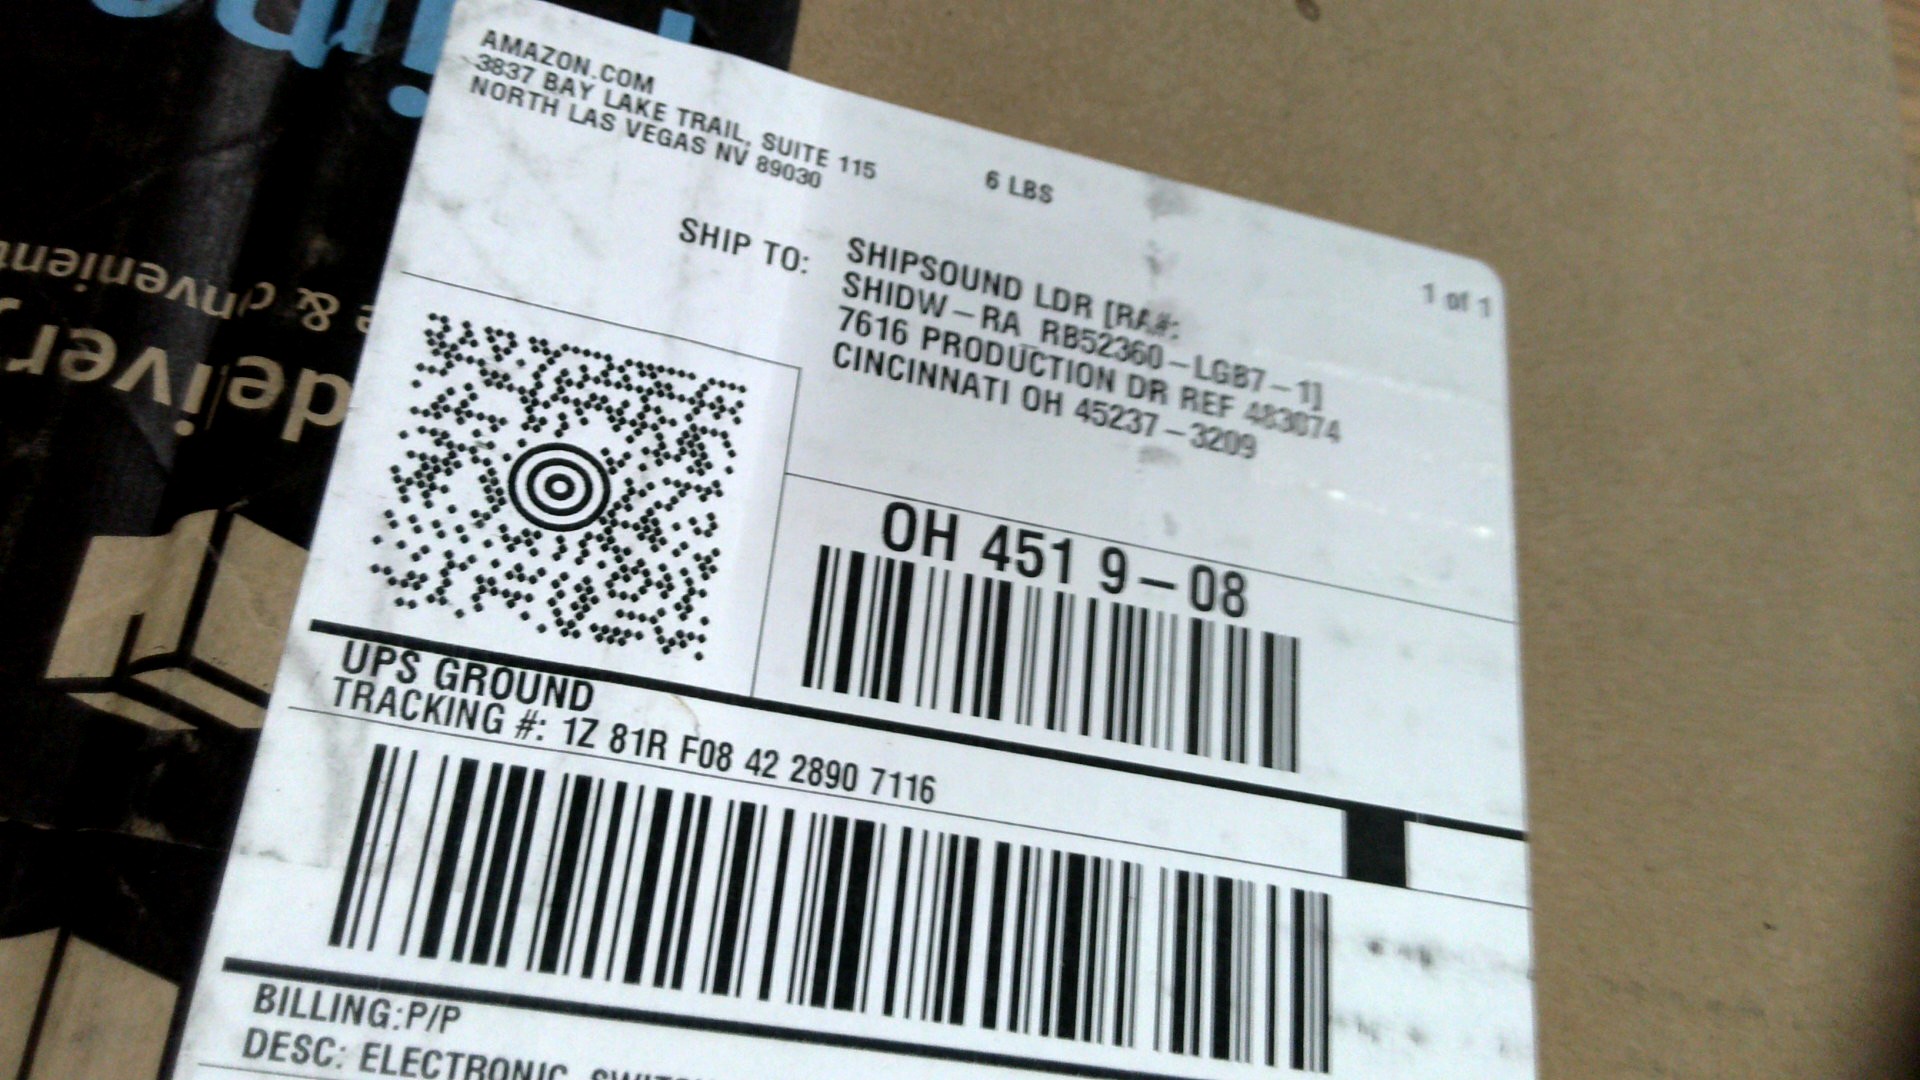 AMAZON.COM
3837 BAY LAKE TRAIL, SUITE 115
NORTH LAS VEGAS NV 89030
6 LBS
1 of 1
SHIP TO:
SHIPSOUND LDR [RA#:
SHIDW-RA RB52360-LGB7-1]
7616 PRODUCTION DR REF 483074
CINCINNATI OH 45237-3209
OH 451 9-08
UPS GROUND
TRACKING #: 1Z 81R F08 42 2890 7116
BILLING:P/P
DESC: ELECTRONIC
deliver